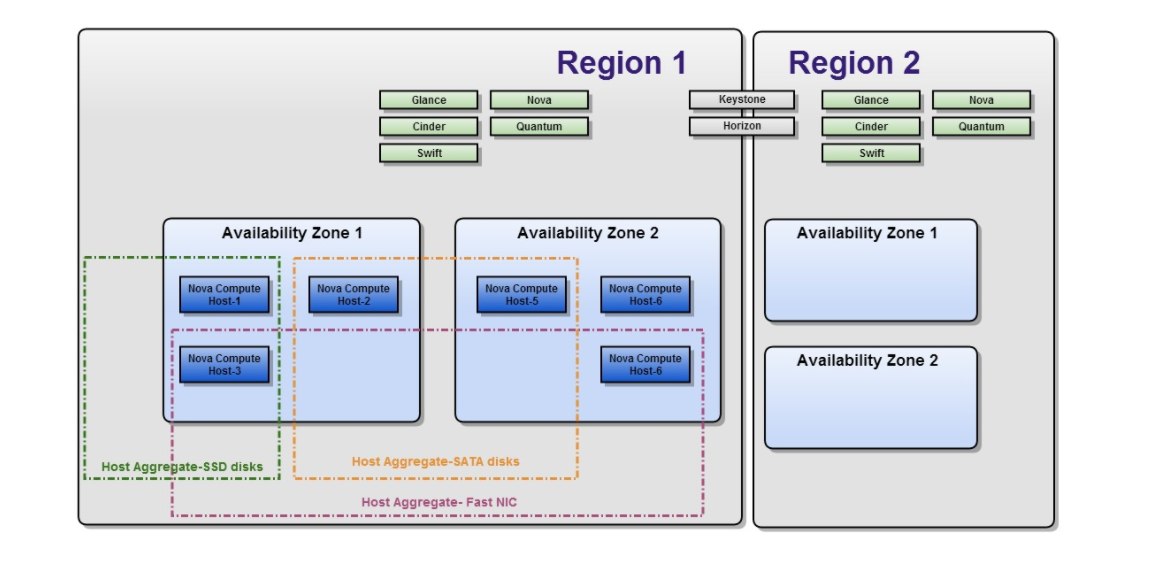 Region 1
Region 2
Glance
Nova
Keystone
Glance
Nova
Cinder
Quantum
Horizon
Cinder
Quantum
Swift
Swift
Availability Zone 1
Availability Zone 2
Availability Zone 1
Nova Compute
Host-1
Nova Compute
Host-2
Nova Compute
Host-5
Nova Compute
Host-6
Nova Compute
Host-3
Nova Compute
Host-6
Availability Zone 2
Host Aggregate-SSD disks
Host Aggregate-SATA disks
Host Aggregate- Fast NIC